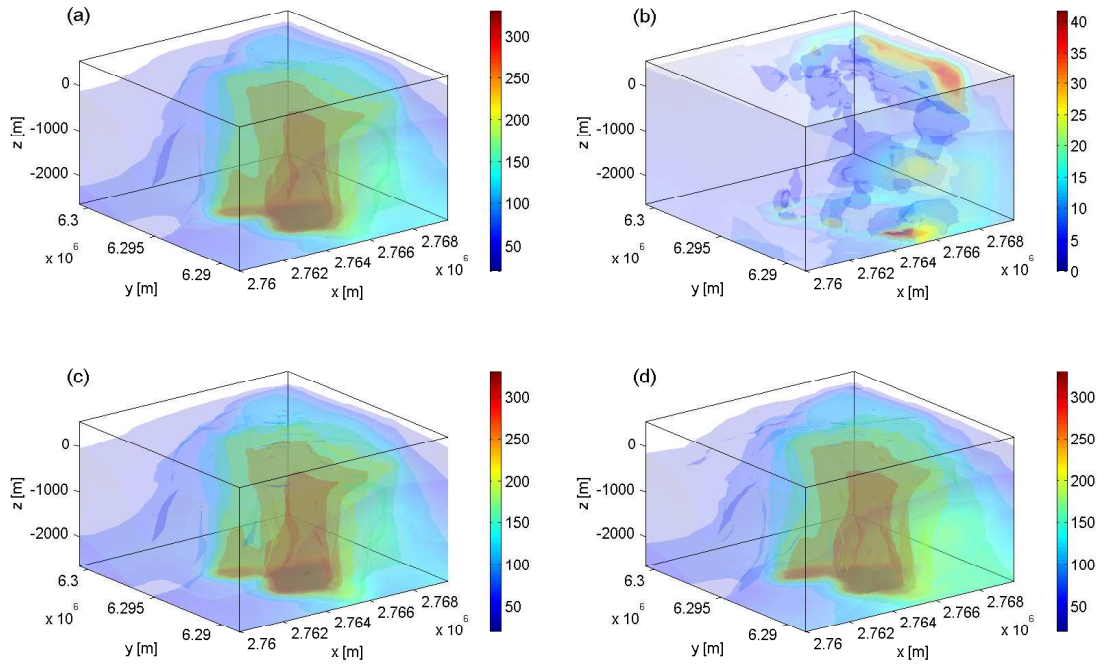 (a)
0
-1000
-2000
z [m]
6.3
6.295
6.29
x 10 6
y [m]
2.76
2.762
2.764
2.766
2.768
x 10 6
x [m]
300
250
200
150
100
50
(b)
0
-1000
-2000
z [m]
6.3
6.295
6.29
x 10 6
y [m]
2.76
2.762
2.764
2.766
2.768
x 10 6
x [m]
40
35
30
25
20
15
10
5
0
(c)
0
-1000
-2000
z [m]
6.3
6.295
6.29
x 10 6
y [m]
2.76
2.762
2.764
2.766
2.768
x 10 6
x [m]
300
250
200
150
100
50
(d)
0
-1000
-2000
z [m]
6.3
6.295
6.29
x 10 6
y [m]
2.76
2.762
2.764
2.766
2.768
x 10 6
x [m]
300
250
200
150
100
50